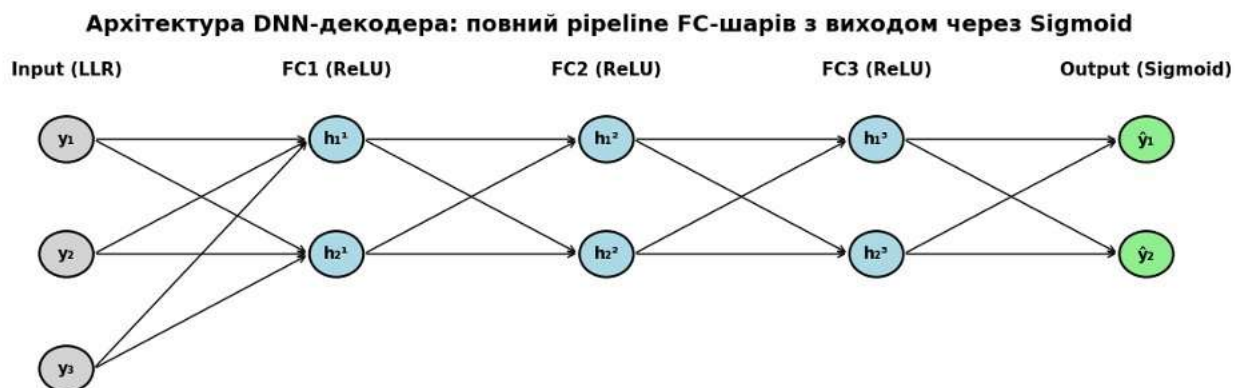 Архітектура DNN-декодера: повний pipeline FC-шарів з виходом через Sigmoid
Input (LLR) FC1 (ReLU) FC2 (ReLU) FC3 (ReLU) Output (Sigmoid)
y₁ h₁¹ h₁² h₁³ ŷ₁
y₂ h₂¹ h₂² h₂³ ŷ₂
y₃